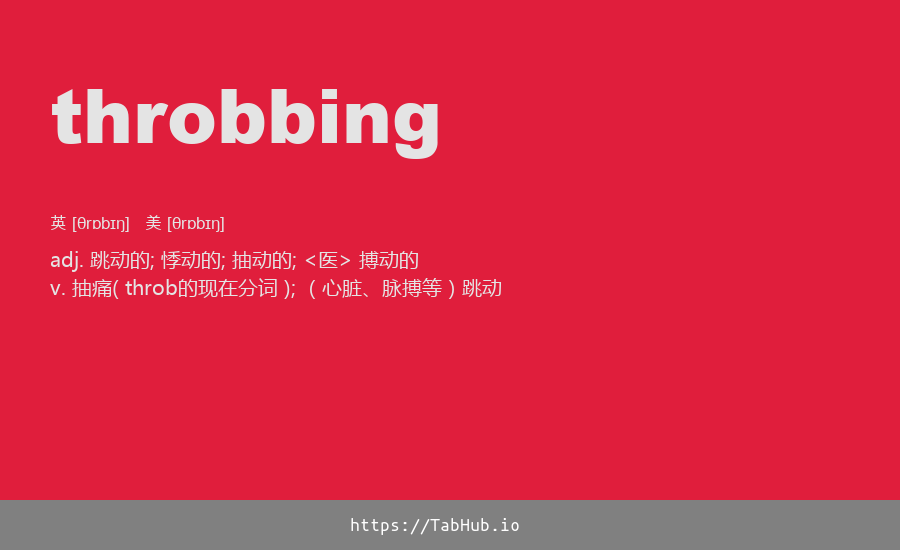 throbbing
英 [θrɒbɪŋ] 美 [θrɒbɪŋ]
adj. 跳动的; 悸动的; 抽动的; <医> 搏动的
v. 抽痛( throb的现在分词 ); （ 心脏、脉搏等 ) 跳动
https://TabHub.io